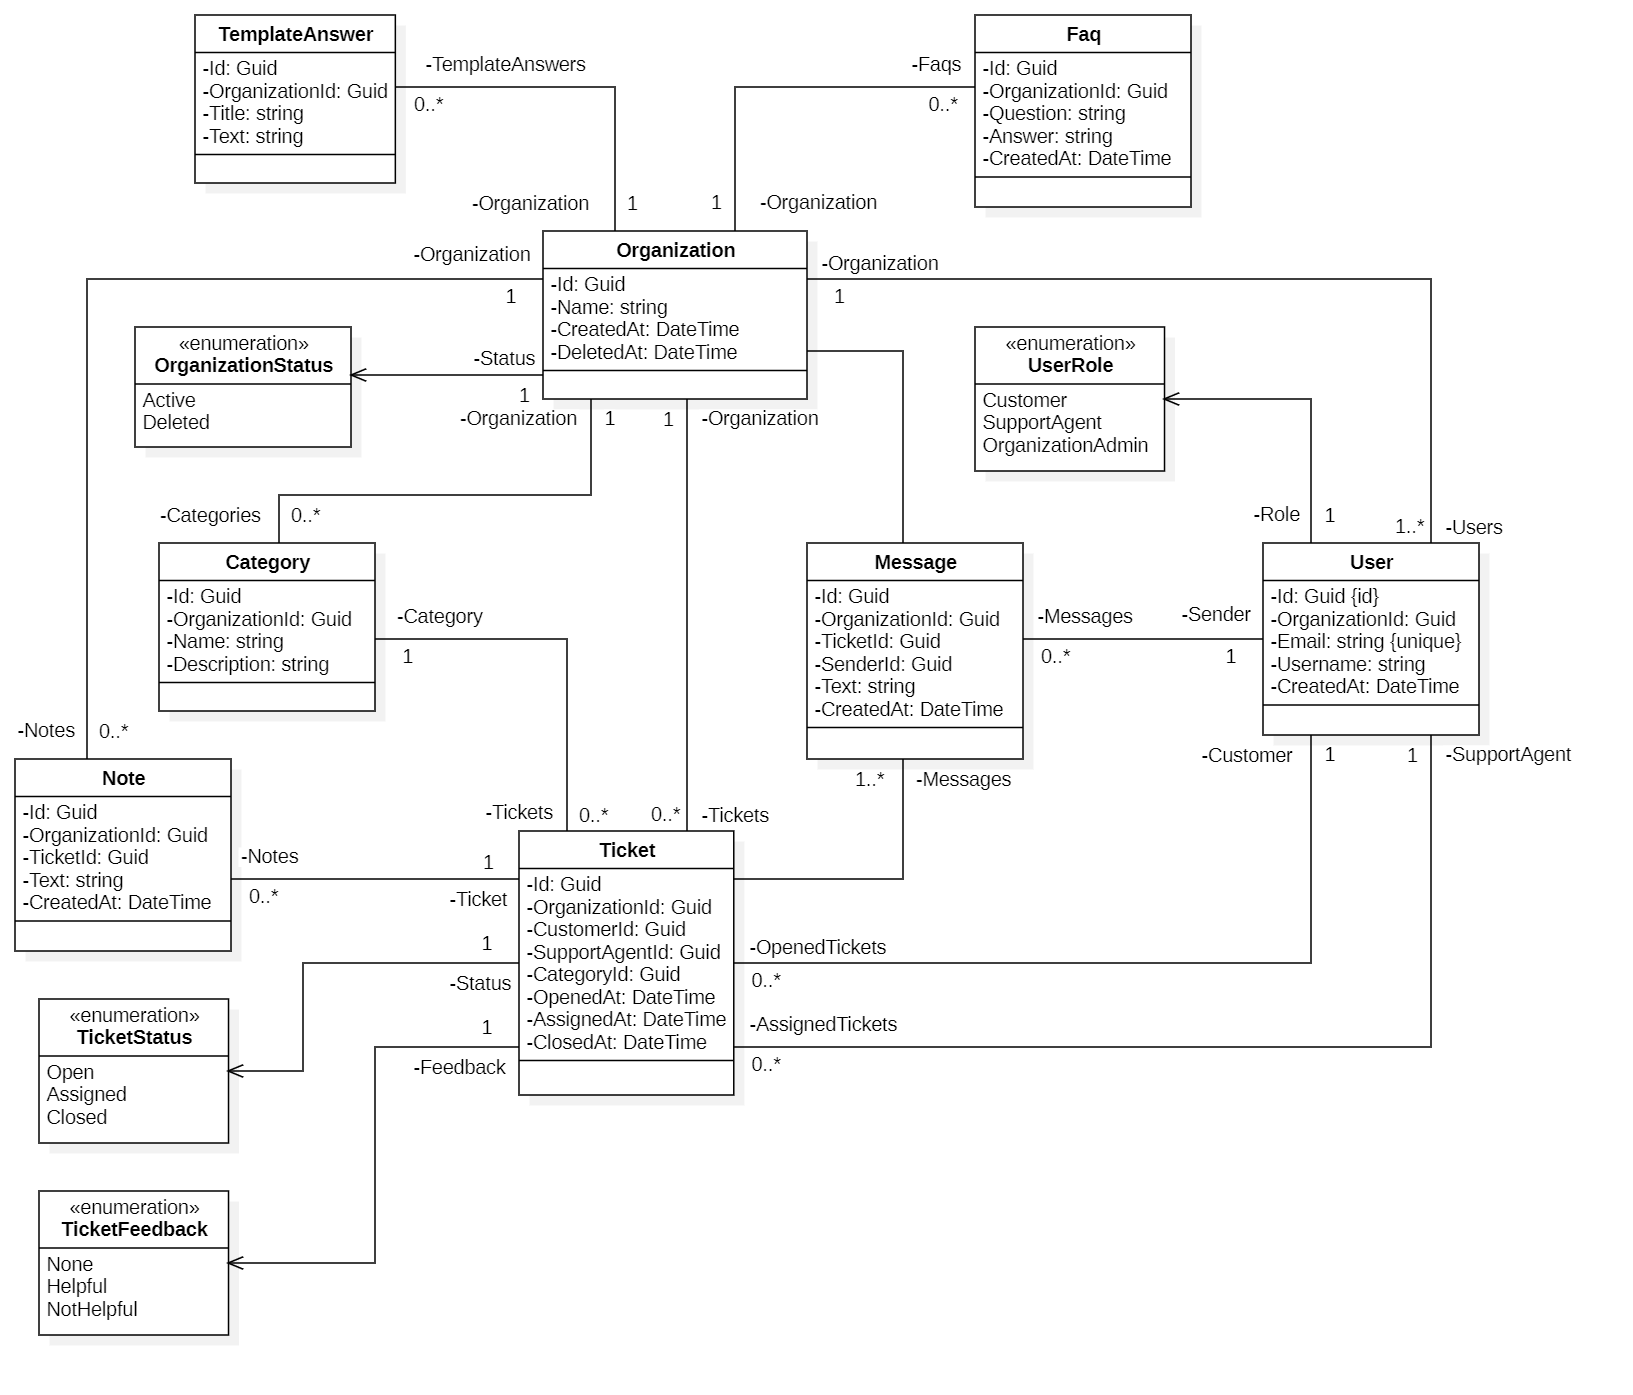 TemplateAnswer
-Id: Guid
-OrganizationId: Guid
-Title: string
-Text: string
-TemplateAnswers
0..*
-Faqs
0..*
Faq
-Id: Guid
-OrganizationId: Guid
-Question: string
-Answer: string
-CreatedAt: DateTime
-Organization
1
1
-Organization
-Organization
1
Organization
-Id: Guid
-Name: string
-CreatedAt: DateTime
-DeletedAt: DateTime
-Organization
1
«enumeration»
OrganizationStatus
Active
Deleted
-Status
1
«enumeration»
UserRole
Customer
SupportAgent
OrganizationAdmin
-Organization
1
1
-Organization
-Categories
0..*
-Role
1
1..*
-Users
Category
-Id: Guid
-OrganizationId: Guid
-Name: string
-Description: string
-Category
1
Message
-Id: Guid
-OrganizationId: Guid
-TicketId: Guid
-SenderId: Guid
-Text: string
-CreatedAt: DateTime
-Messages
0..*
-Sender
1
User
-Id: Guid {id}
-OrganizationId: Guid
-Email: string {unique}
-Username: string
-CreatedAt: DateTime
-Notes
0..*
-Customer
1
1
-SupportAgent
1..*
-Messages
Note
-Id: Guid
-OrganizationId: Guid
-TicketId: Guid
-Text: string
-CreatedAt: DateTime
-Tickets
0..*
0..*
-Tickets
-Notes
0..*
1
-Ticket
Ticket
-Id: Guid
-OrganizationId: Guid
-CustomerId: Guid
-SupportAgentId: Guid
-CategoryId: Guid
-OpenedAt: DateTime
-AssignedAt: DateTime
-ClosedAt: DateTime
1
-Status
-OpenedTickets
0..*
1
-Feedback
-AssignedTickets
0..*
«enumeration»
TicketStatus
Open
Assigned
Closed
«enumeration»
TicketFeedback
None
Helpful
NotHelpful